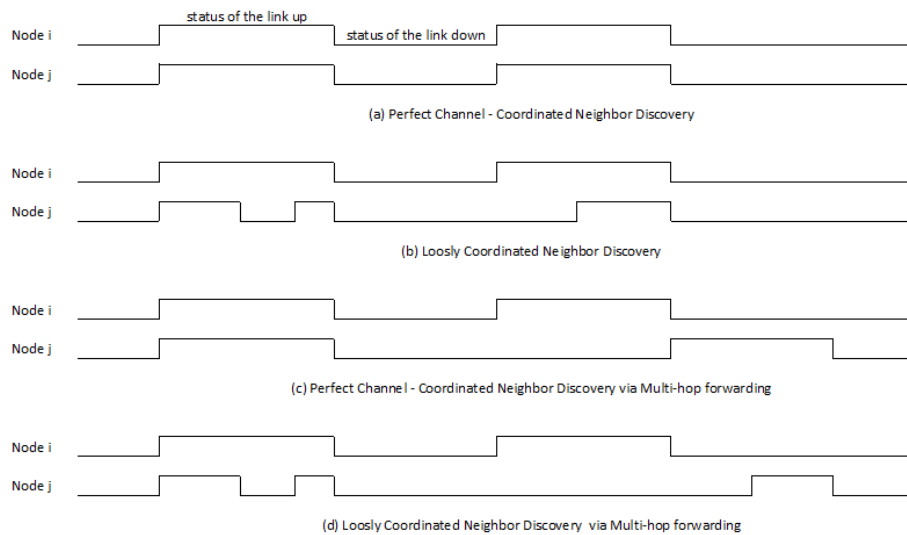 status of the link up
Node i
status of the link down
Node j
(a) Perfect Channel - Coordinated Neighbor Discovery
Node i
Node j
(b) Loosly Coordinated Neighbor Discovery
Node i
Node j
(c) Perfect Channel - Coordinated Neighbor Discovery via Multi-hop forwarding
Node i
Node j
(d) Loosly Coordinated Neighbor Discovery via Multi-hop forwarding